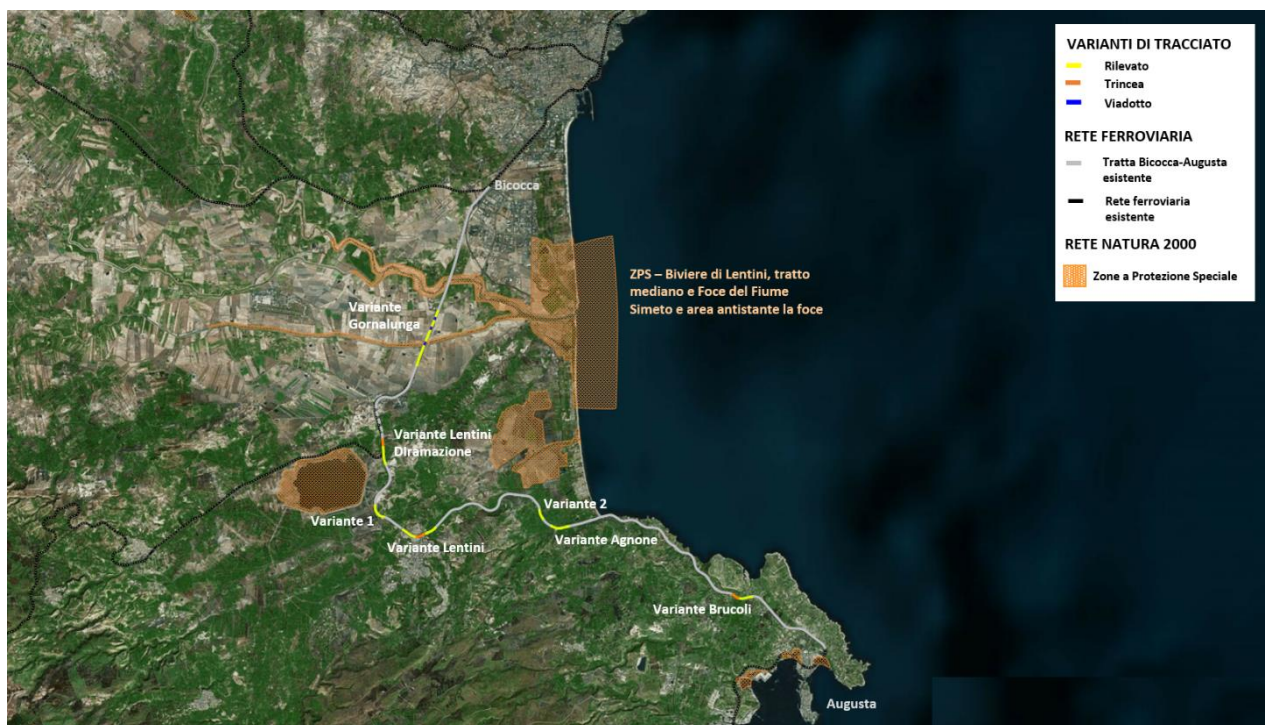 VARIANTI DI TRACCIATO
Rilevato
Trincea
Viadotto
RETE FERROVIARIA
Tratta Bicocca-Augusta
esistente
Rete ferroviaria
esistente
RETE NATURA 2000
Zone a Protezione Speciale
Bicocca
ZPS – Biviere di Lentini, tratto
mediano e Foce del Fiume
Simeto e area antistante la foce
Variante
Gornalunga
Variante Lentini
Diramazione
Variante 1
Variante Lentini
Variante 2
Variante Agnone
Variante Brucoli
Augusta